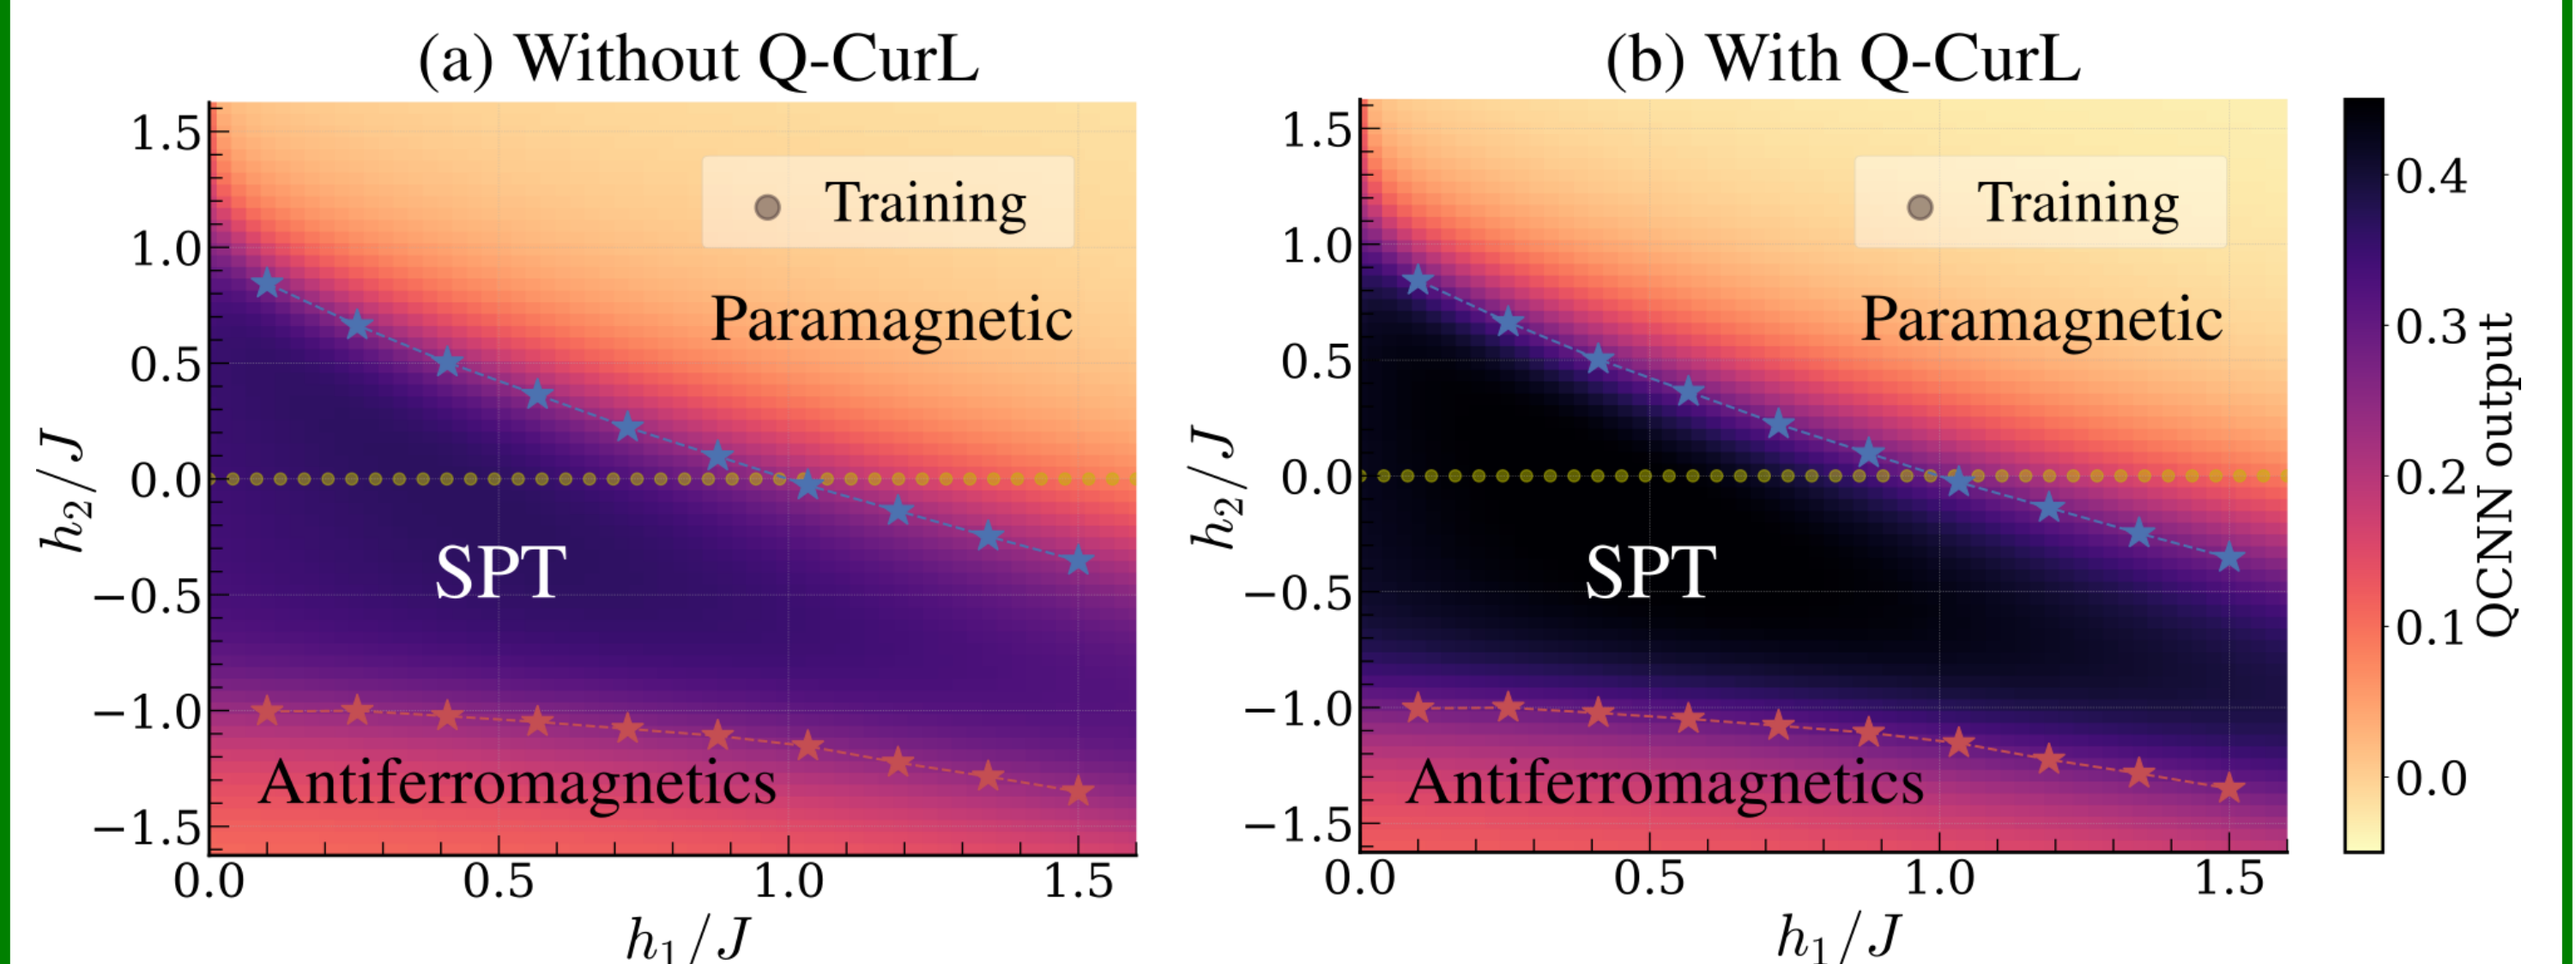 (a) Without Q-CurL
1.5
1.0
0.5
0.0
−0.5
−1.0
−1.5
h₂/J
Training
Paramagnetic
SPT
Antiferromagnetics
0.0 0.5 1.0 1.5
h₁/J
(b) With Q-CurL
1.5
1.0
0.5
0.0
−0.5
−1.0
−1.5
h₂/J
Training
Paramagnetic
SPT
Antiferromagnetics
0.0 0.5 1.0 1.5
h₁/J
0.4
0.3
0.2
0.1
0.0
QCNN output